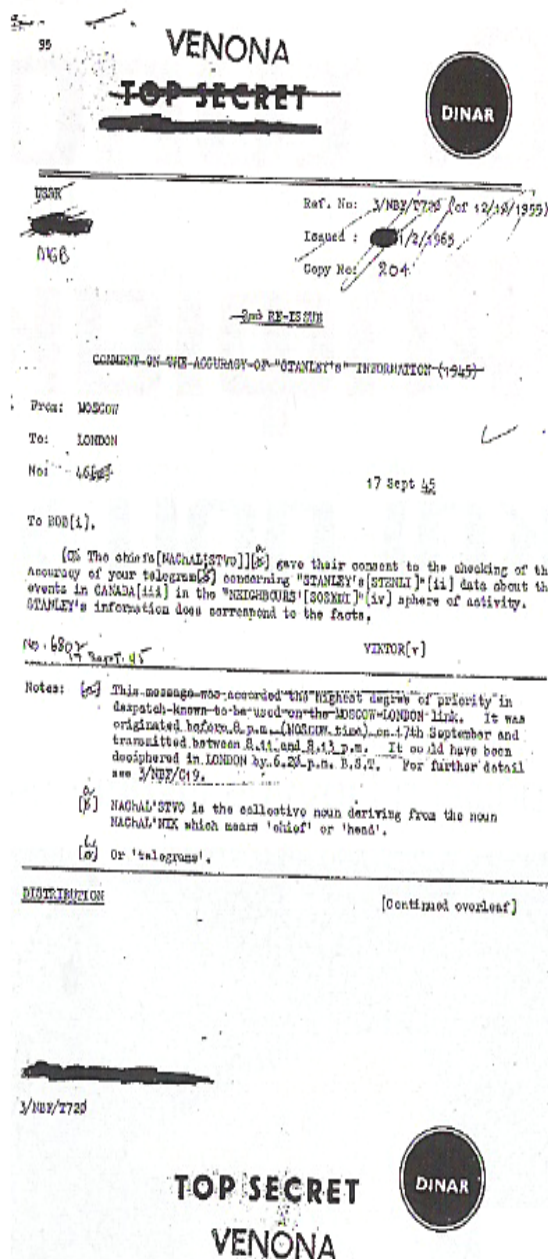 95
VENONA
TOP SECRET
DINAR
USSR
Ref. No: 3/NBF/T720 (of 12/10/1955)
Issued : 1/2/1965
Copy No: 204
2nd RE-ISSUE
COMMENT ON THE ACCURACY OF "STANLEY's" INFORMATION (1945)
From: MOSCOW
To: LONDON
No:
17 Sept 45
To BOB[i].
The chiefs[NAChAL'STVO] gave their consent to the checking of the
Accuracy of your telegram concerning "STANLEY's[STENLI]"[ii] data about the
events in CANADA[iii] in the "NEIGHBOURS'[SOSEDI]"[iv] sphere of activity.
STANLEY's information does correspond to the facts.
17 Sept. 45
VIKTOR[v]
Notes: This message was accorded the highest degree of priority in
despatch known to be used on the MOSCOW-LONDON link. It was
originated before 8 p.m. (MOSCOW time) on 17th September and
transmitted between 8.11 and 8.13 p.m. It could have been
deciphered in LONDON by 6.20 p.m. B.S.T. For further detail
see 3/NBF/C19.
NAChAL'STVO is the collective noun deriving from the noun
NAChAL'NIK which means 'chief' or 'head'.
Or 'telegrams'.
DISTRIBUTION
[Continued overleaf]
3/NBF/T720
TOP SECRET
DINAR
VENONA